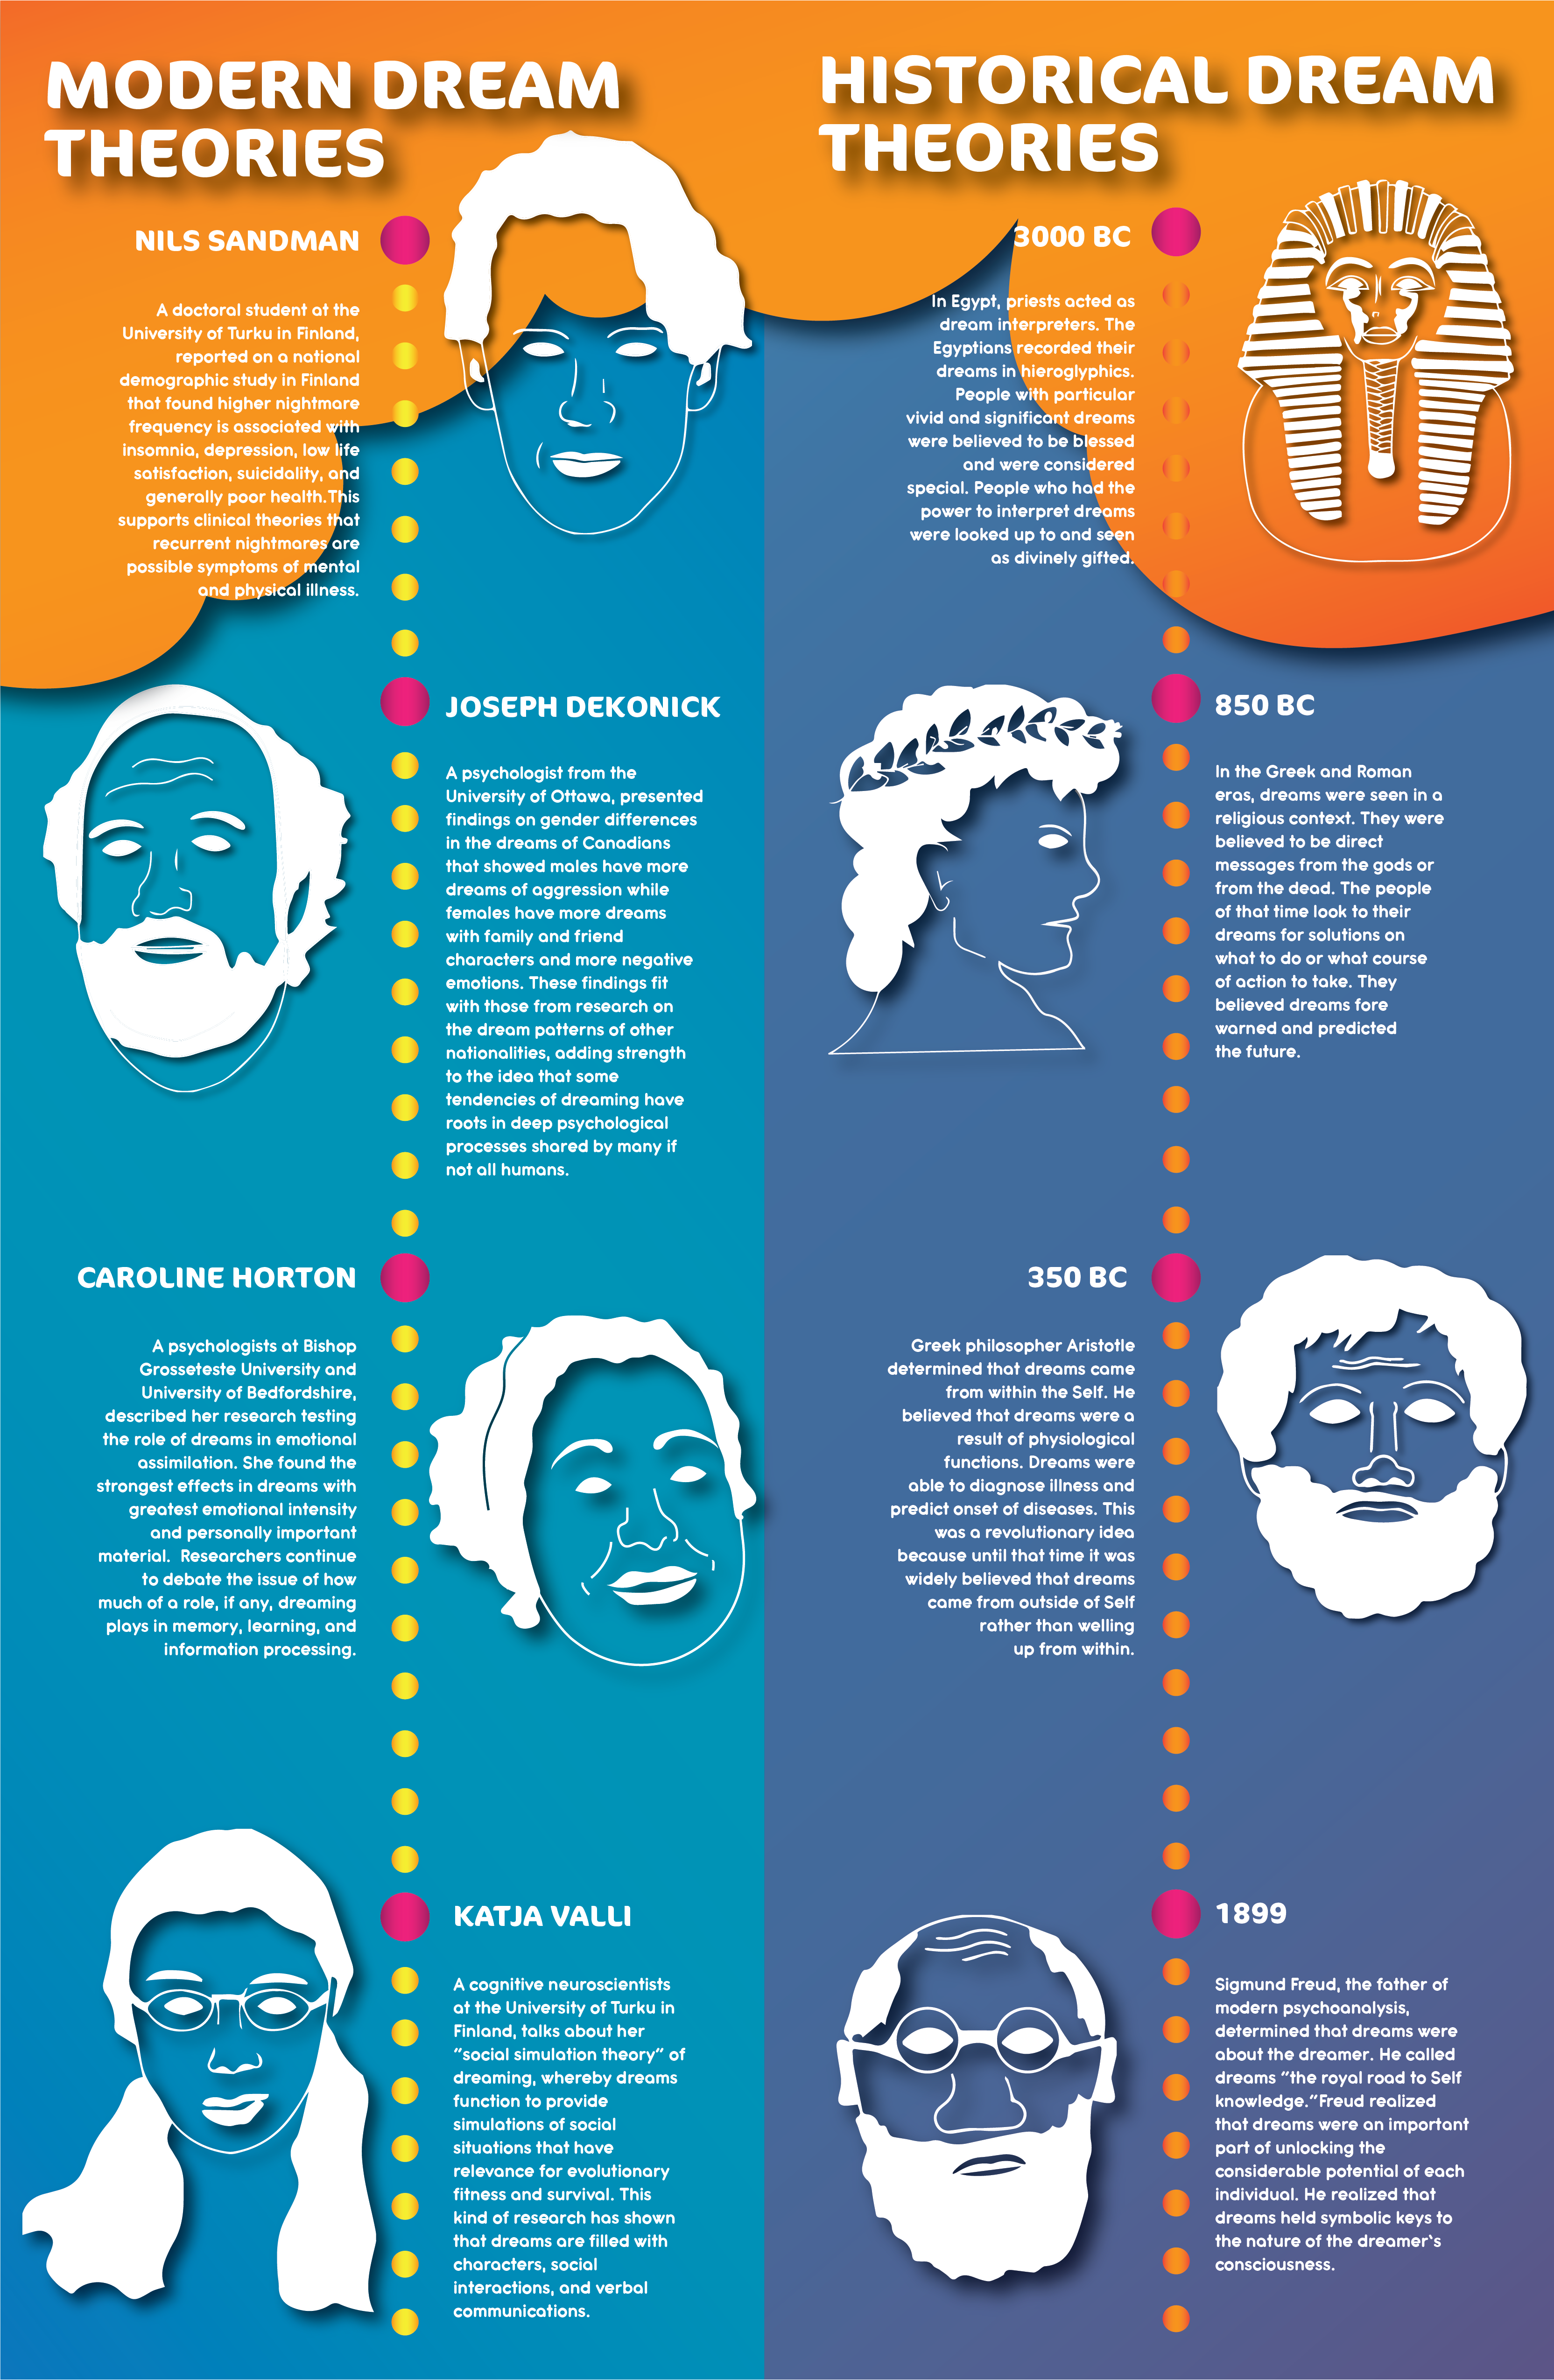 MODERN DREAM
THEORIES
NILS SANDMAN
A doctoral student at the
University of Turku in Finland,
reported on a national
demographic study in Finland
that found higher nightmare
frequency is associated with
insomnia, depression, low life
satisfaction, suicidality, and
generally poor health.This
supports clinical theories that
recurrent nightmares are
possible symptoms of mental
and physical illness.
JOSEPH DEKONICK
A psychologist from the
University of Ottawa, presented
findings on gender differences
in the dreams of Canadians
that showed males have more
dreams of aggression while
females have more dreams
with family and friend
characters and more negative
emotions. These findings fit
with those from research on
the dream patterns of other
nationalities, adding strength
to the idea that some
tendencies of dreaming have
roots in deep psychological
processes shared by many if
not all humans.
CAROLINE HORTON
A psychologists at Bishop
Grosseteste University and
University of Bedfordshire,
described her research testing
the role of dreams in emotional
assimilation. She found the
strongest effects in dreams with
greatest emotional intensity
and personally important
material.  Researchers continue
to debate the issue of how
much of a role, if any, dreaming
plays in memory, learning, and
information processing.
KATJA VALLI
A cognitive neuroscientists
at the University of Turku in
Finland, talks about her
"social simulation theory" of
dreaming, whereby dreams
function to provide
simulations of social
situations that have
relevance for evolutionary
fitness and survival. This
kind of research has shown
that dreams are filled with
characters, social
interactions, and verbal
communications.
HISTORICAL DREAM
THEORIES
3000 BC
In Egypt, priests acted as
dream interpreters. The
Egyptians recorded their
dreams in hieroglyphics.
People with particular
vivid and significant dreams
were believed to be blessed
and were considered
special. People who had the
power to interpret dreams
were looked up to and seen
as divinely gifted.
850 BC
In the Greek and Roman
eras, dreams were seen in a
religious context. They were
believed to be direct
messages from the gods or
from the dead. The people
of that time look to their
dreams for solutions on
what to do or what course
of action to take. They
believed dreams fore
warned and predicted
the future.
350 BC
Greek philosopher Aristotle
determined that dreams came
from within the Self. He
believed that dreams were a
result of physiological
functions. Dreams were
able to diagnose illness and
predict onset of diseases. This
was a revolutionary idea
because until that time it was
widely believed that dreams
came from outside of Self
rather than welling
up from within.
1899
Sigmund Freud, the father of
modern psychoanalysis,
determined that dreams were
about the dreamer. He called
dreams "the royal road to Self
knowledge."Freud realized
that dreams were an important
part of unlocking the
considerable potential of each
individual. He realized that
dreams held symbolic keys to
the nature of the dreamer`s
consciousness.